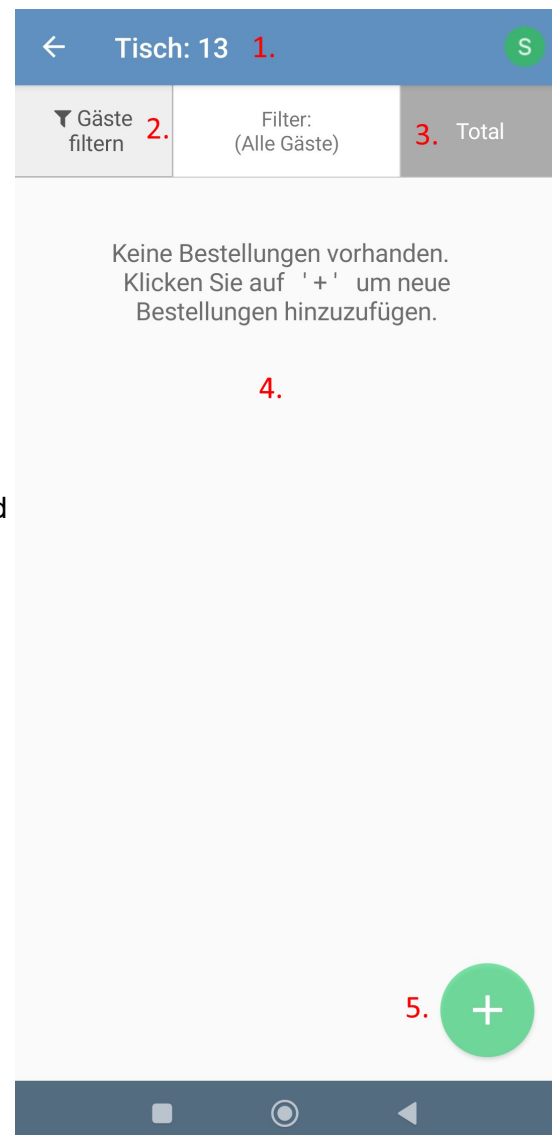 Tisch: 13 1. S
Gäste filtern 2.
Filter:
(Alle Gäste)
3. Total
Keine Bestellungen vorhanden.
Klicken Sie auf '+' um neue
Bestellungen hinzuzufügen.
4.
d
5. +